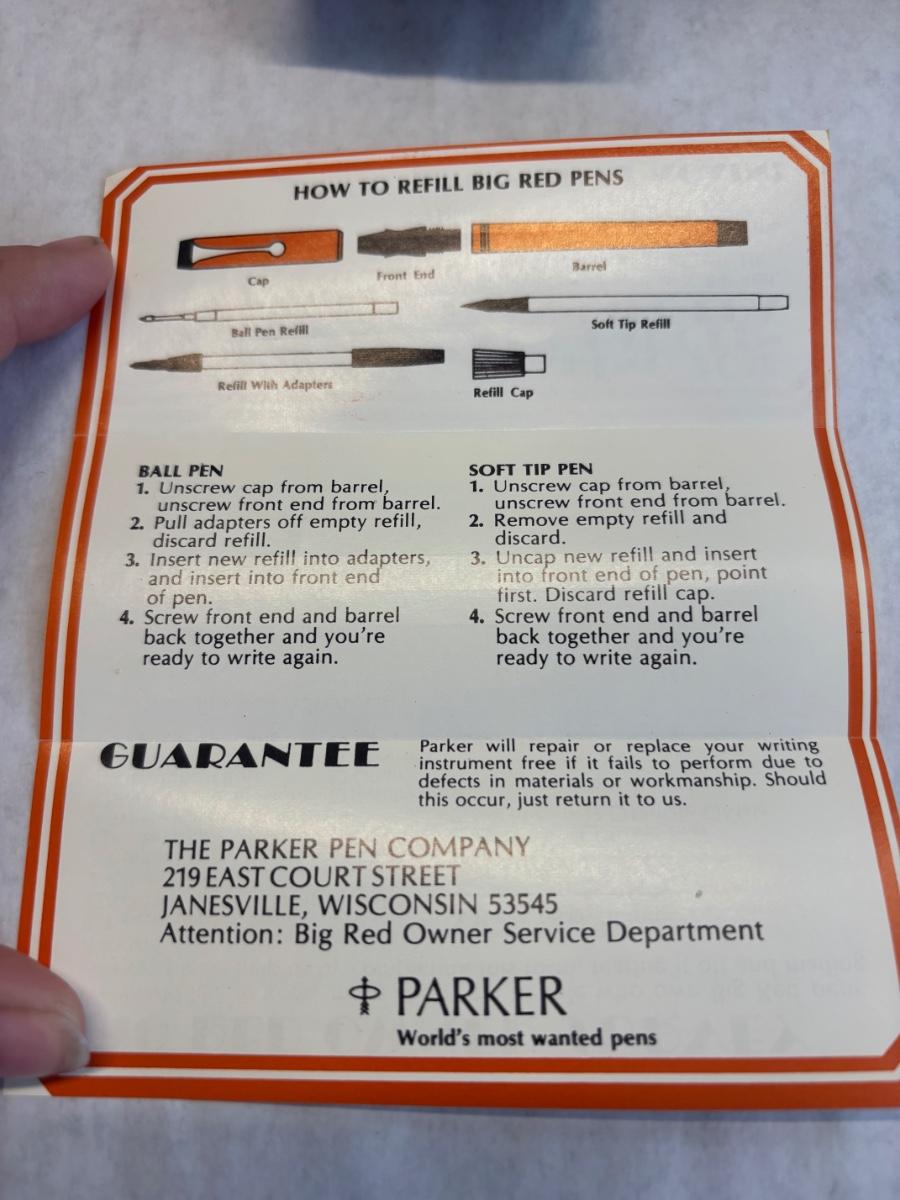 HOW TO REFILL BIG RED PENS
Cap
Front End
Barrel
Ball Pen Refill
Soft Tip Refill
Refill With Adapters
Refill Cap
BALL PEN
1. Unscrew cap from barrel,
unscrew front end from barrel.
2. Pull adapters off empty refill,
discard refill.
3. Insert new refill into adapters,
and insert into front end
of pen.
4. Screw front end and barrel
back together and you're
ready to write again.
SOFT TIP PEN
1. Unscrew cap from barrel,
unscrew front end from barrel.
2. Remove empty refill and
discard.
3. Uncap new refill and insert
into front end of pen, point
first. Discard refill cap.
4. Screw front end and barrel
back together and you're
ready to write again.
GUARANTEE
Parker will repair or replace your writing
instrument free if it fails to perform due to
defects in materials or workmanship. Should
this occur, just return it to us.
THE PARKER PEN COMPANY
219 EAST COURT STREET
JANESVILLE, WISCONSIN 53545
Attention: Big Red Owner Service Department
PARKER
World's most wanted pens